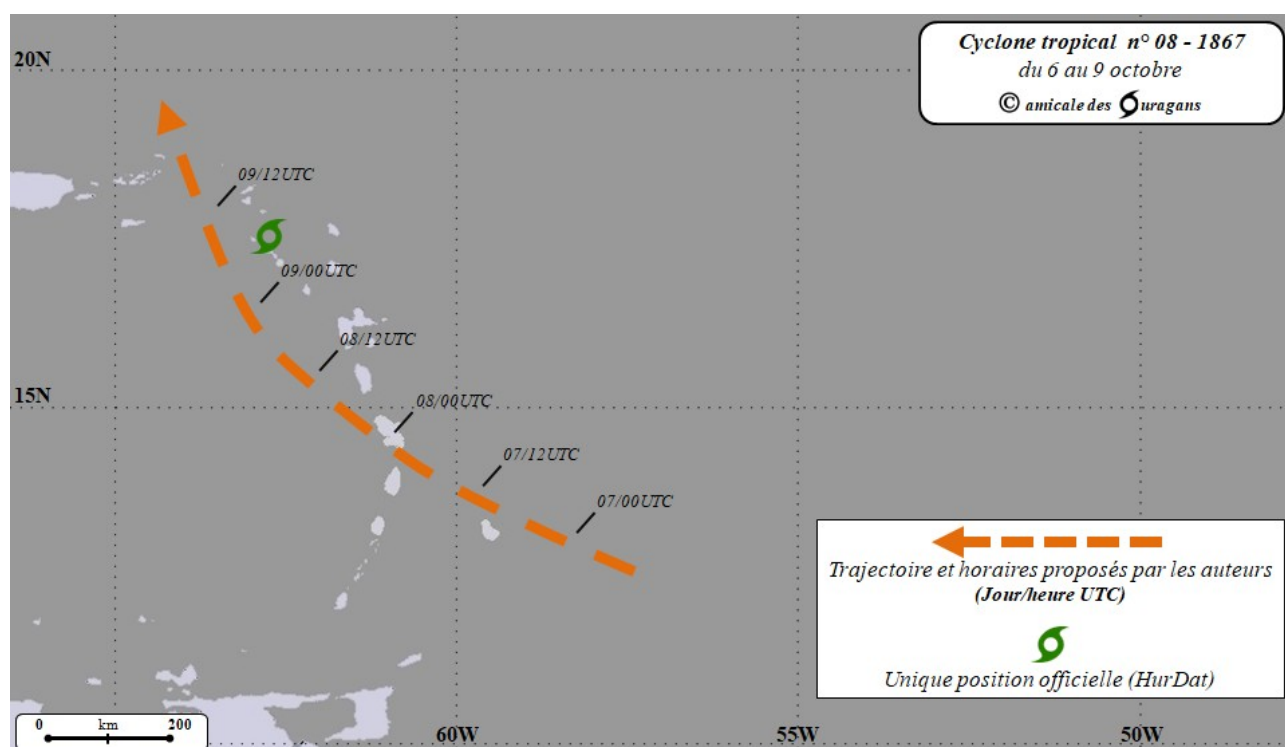 Cyclone tropical n° 08 - 1867
du 6 au 9 octobre
© amicale des Ouragans
20N
09/12UTC
09/00UTC
08/12UTC
15N
08/00UTC
07/12UTC
07/00UTC
Trajectoire et horaires proposés par les auteurs
(Jour/heure UTC)
Unique position officielle (HurDat)
0 km 200
60W
55W
50W